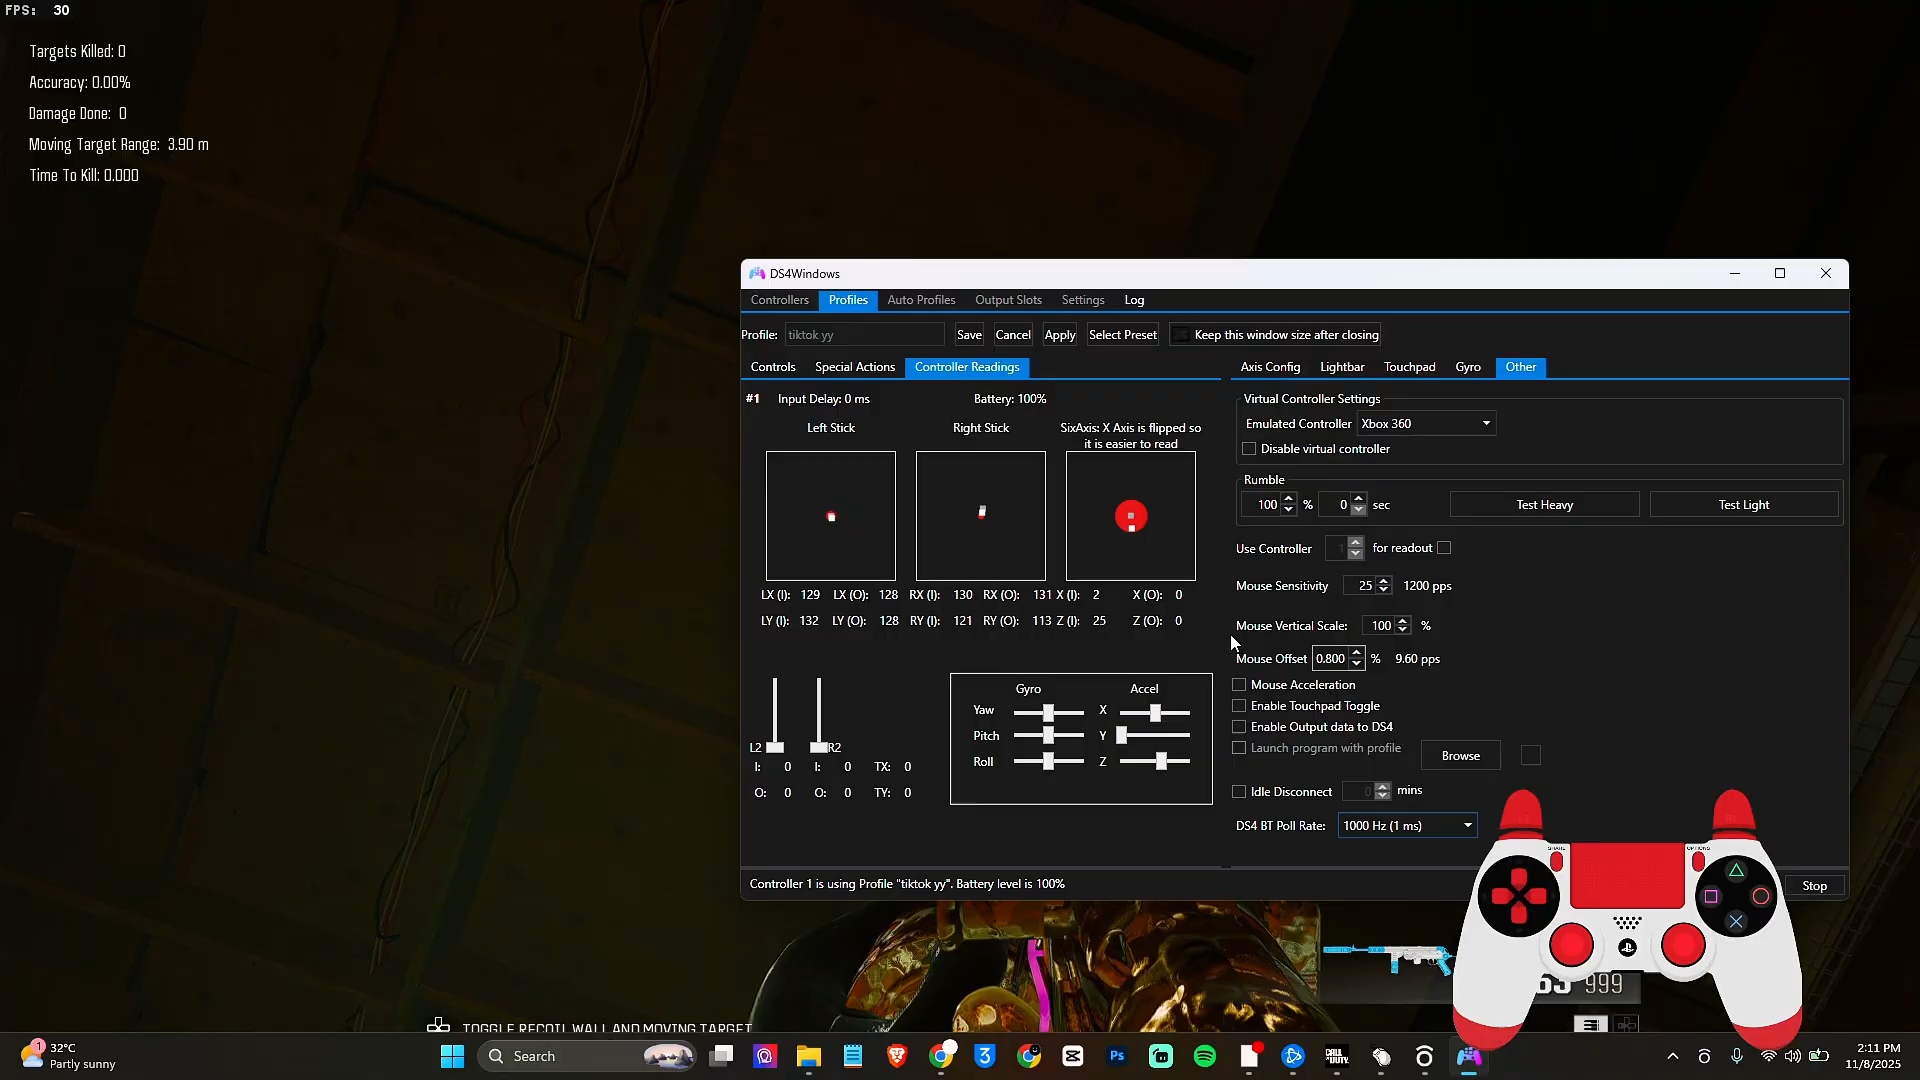 FPS: 30
Targets Killed: 0
Accuracy: 0.00%
Damage Done: 0
Moving Target Range: 3.90 m
Time To Kill: 0.000
DS4Windows
Controllers Profiles Auto Profiles Output Slots Settings Log
Profile: tiktok yy Save Cancel Apply Select Preset Keep this window size after closing
Controls Special Actions Controller Readings
Axis Config Lightbar Touchpad Gyro Other
#1 Input Delay: 0 ms Battery: 100%
Left Stick Right Stick SixAxis: X Axis is flipped so
it is easier to read
LX (I): 129 LX (O): 128 RX (I): 130 RX (O): 131 X (I): 2 X (O): 0
LY (I): 132 LY (O): 128 RY (I): 121 RY (O): 113 Z (I): 25 Z (O): 0
Gyro Accel
Yaw X
Pitch Y
Roll Z
L2 R2
I: 0 I: 0 TX: 0
O: 0 O: 0 TY: 0
Virtual Controller Settings
Emulated Controller Xbox 360
Disable virtual controller
Rumble
100 % 0 sec Test Heavy Test Light
Use Controller 1 for readout
Mouse Sensitivity 25 1200 pps
Mouse Vertical Scale: 100 %
Mouse Offset 0.800 % 9.60 pps
Mouse Acceleration
Enable Touchpad Toggle
Enable Output data to DS4
Launch program with profile Browse
Idle Disconnect 0 mins
DS4 BT Poll Rate: 1000 Hz (1 ms)
Controller 1 is using Profile "tiktok yy". Battery level is 100% Stop
SHARE OPTIONS
999
TOGGLE RECOIL WALL AND MOVING TARGET
1
32°C
Partly sunny
Search
3
Ps
CALL OF DUTY
2:11 PM
11/8/2025